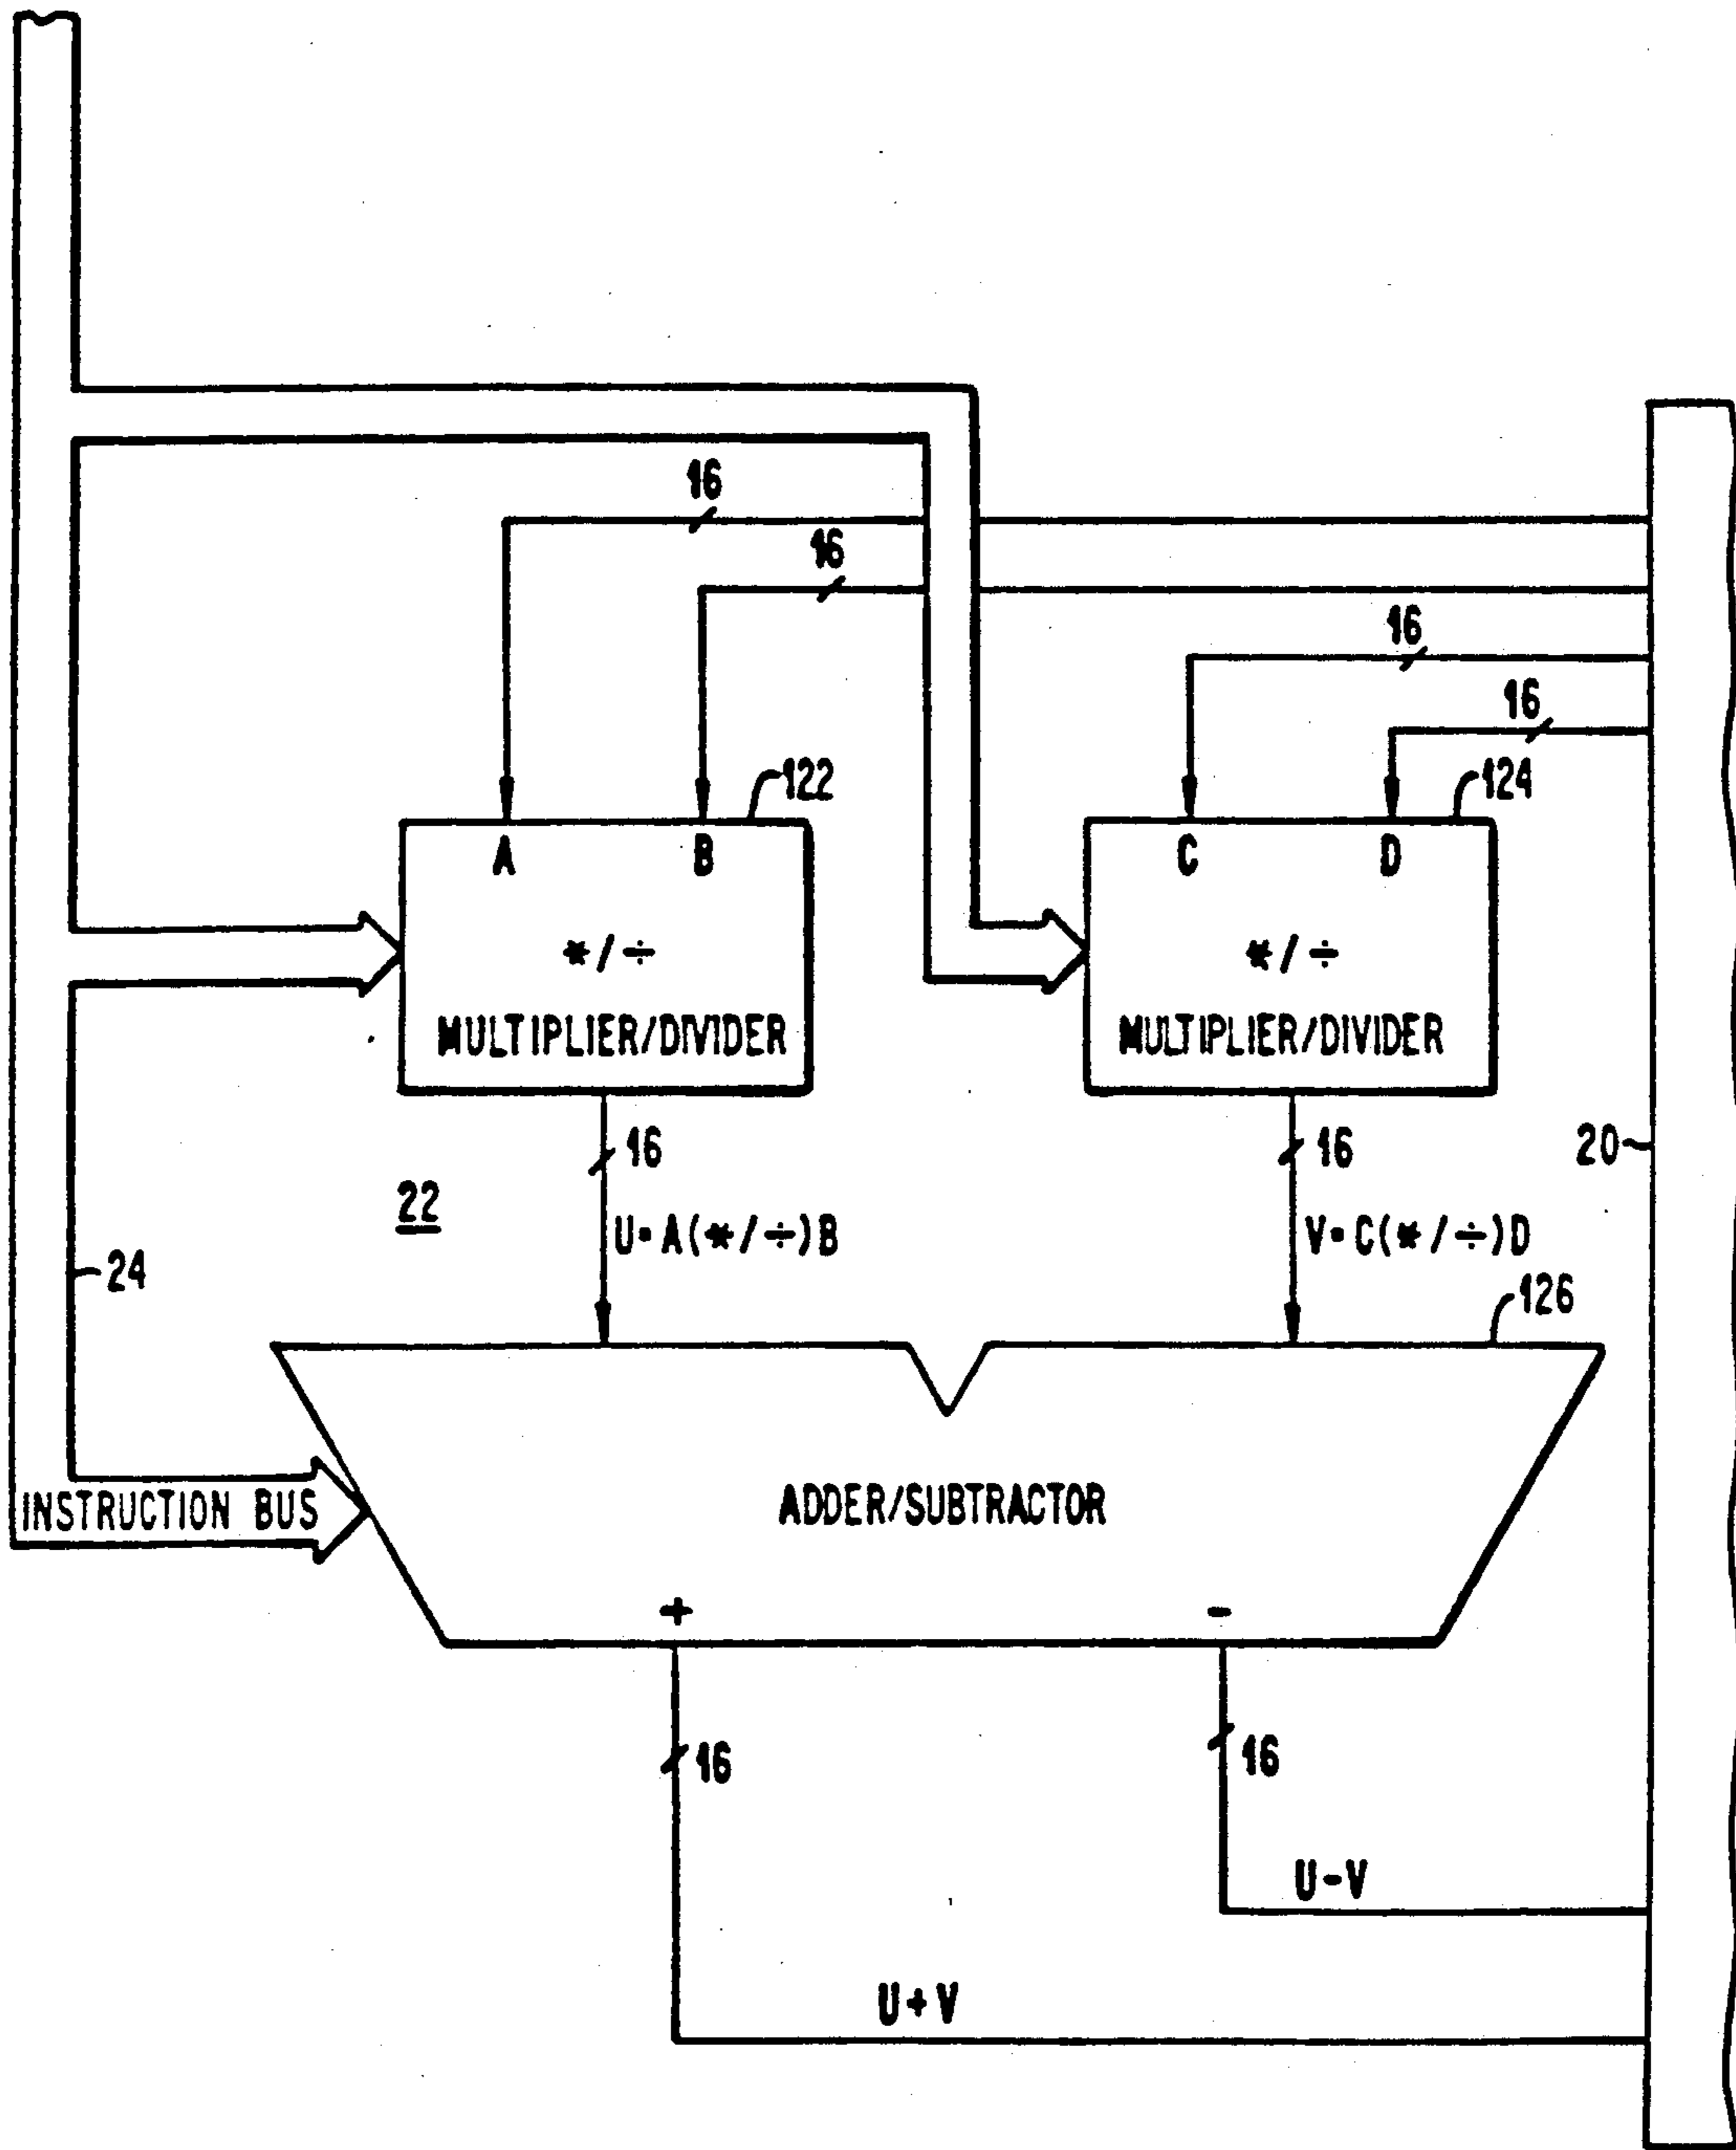 16
16
16
16
122
124
A
B
C
D
*/÷
*/÷
MULTIPLIER/DIVIDER
MULTIPLIER/DIVIDER
16
16
20
22
U=A(*/÷)B
V=C(*/÷)D
24
126
INSTRUCTION BUS
ADDER/SUBTRACTOR
+
-
16
16
U-V
U+V